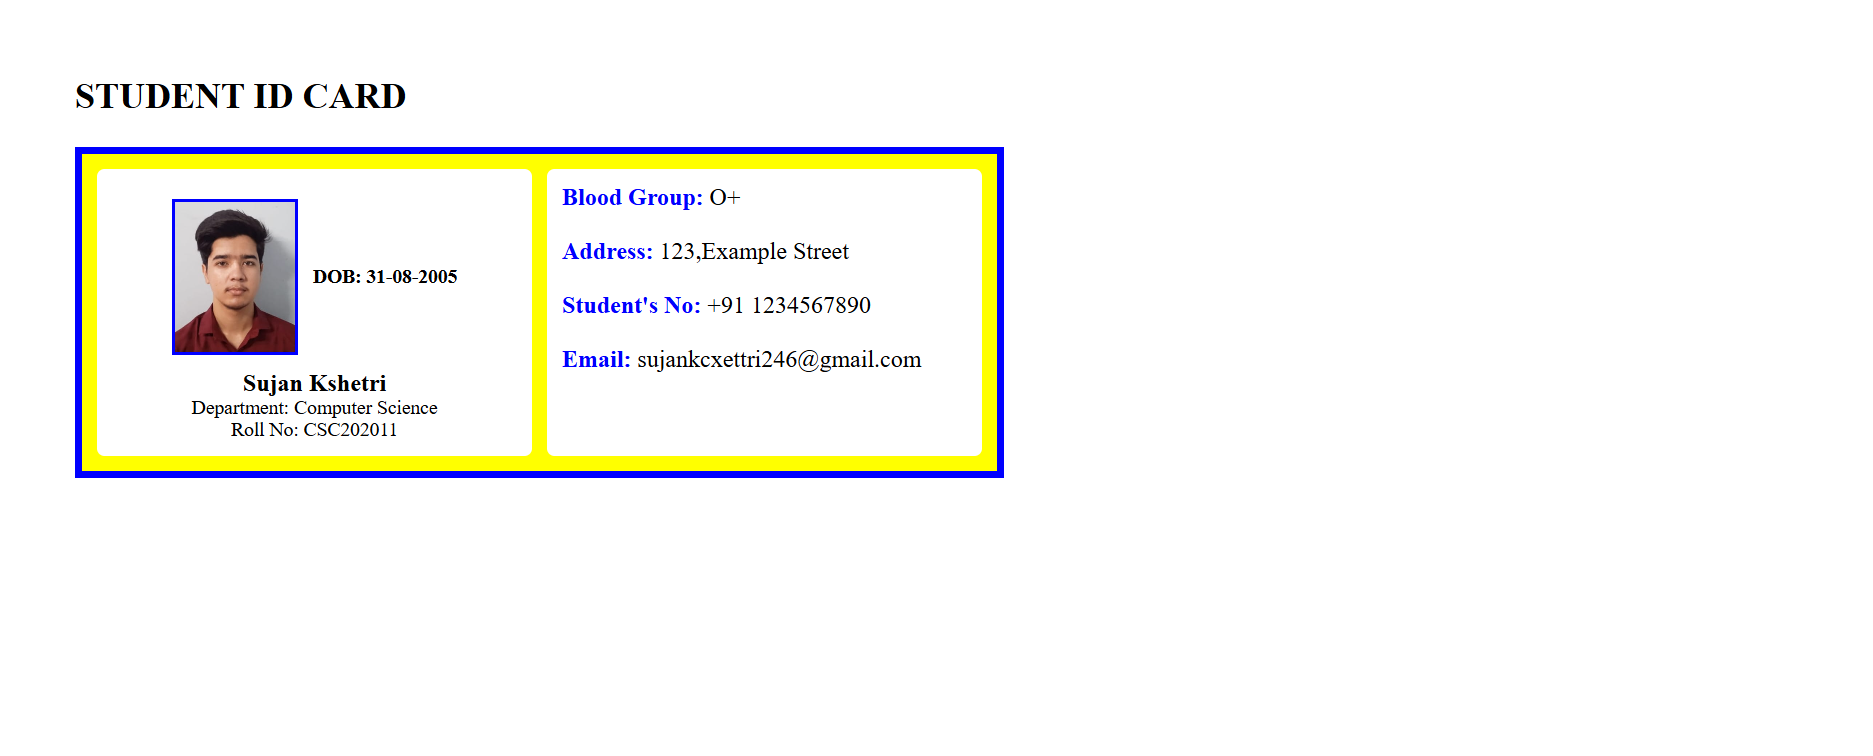 STUDENT ID CARD
DOB: 31-08-2005
Sujan Kshetri
Department: Computer Science
Roll No: CSC202011
Blood Group: O+
Address: 123,Example Street
Student's No: +91 1234567890
Email: sujankcxettri246@gmail.com